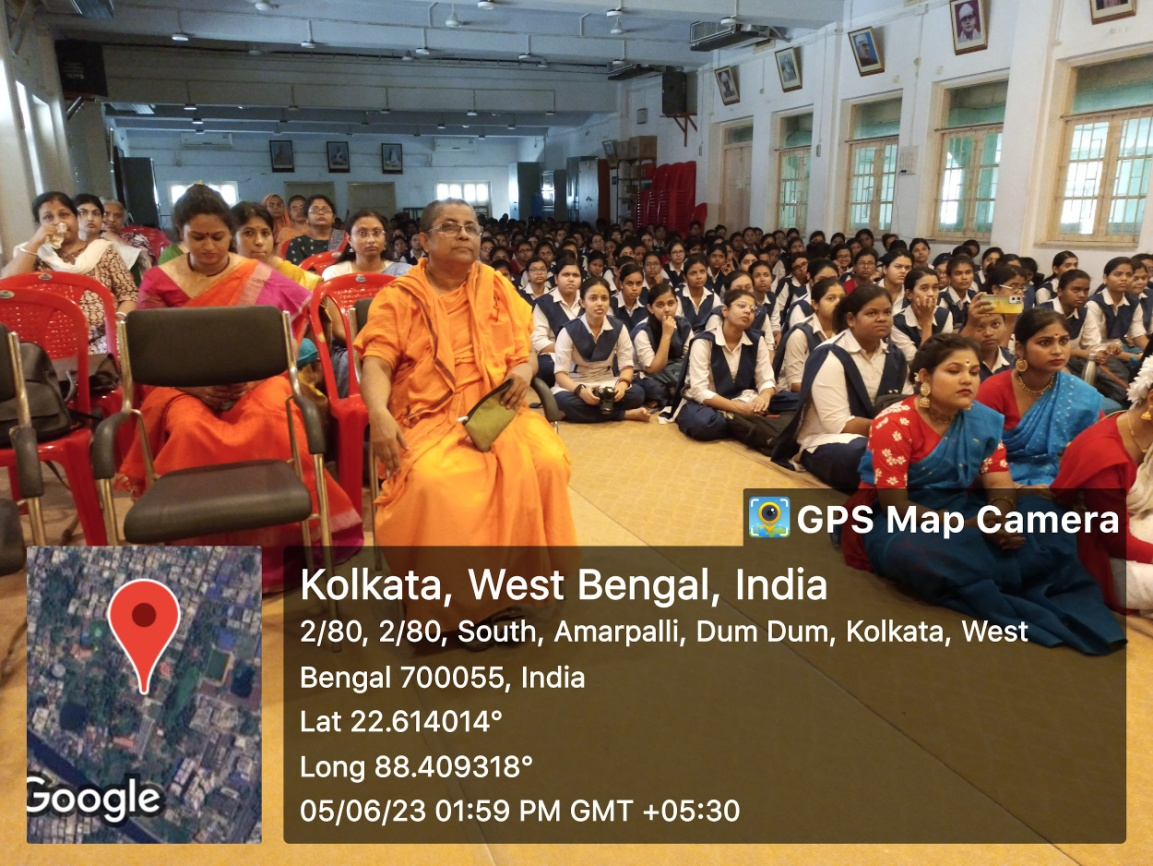 GPS Map Camera
Kolkata, West Bengal, India
2/80, 2/80, South, Amarpalli, Dum Dum, Kolkata, West
Bengal 700055, India
Lat 22.614014°
Long 88.409318°
05/06/23 01:59 PM GMT +05:30
Google